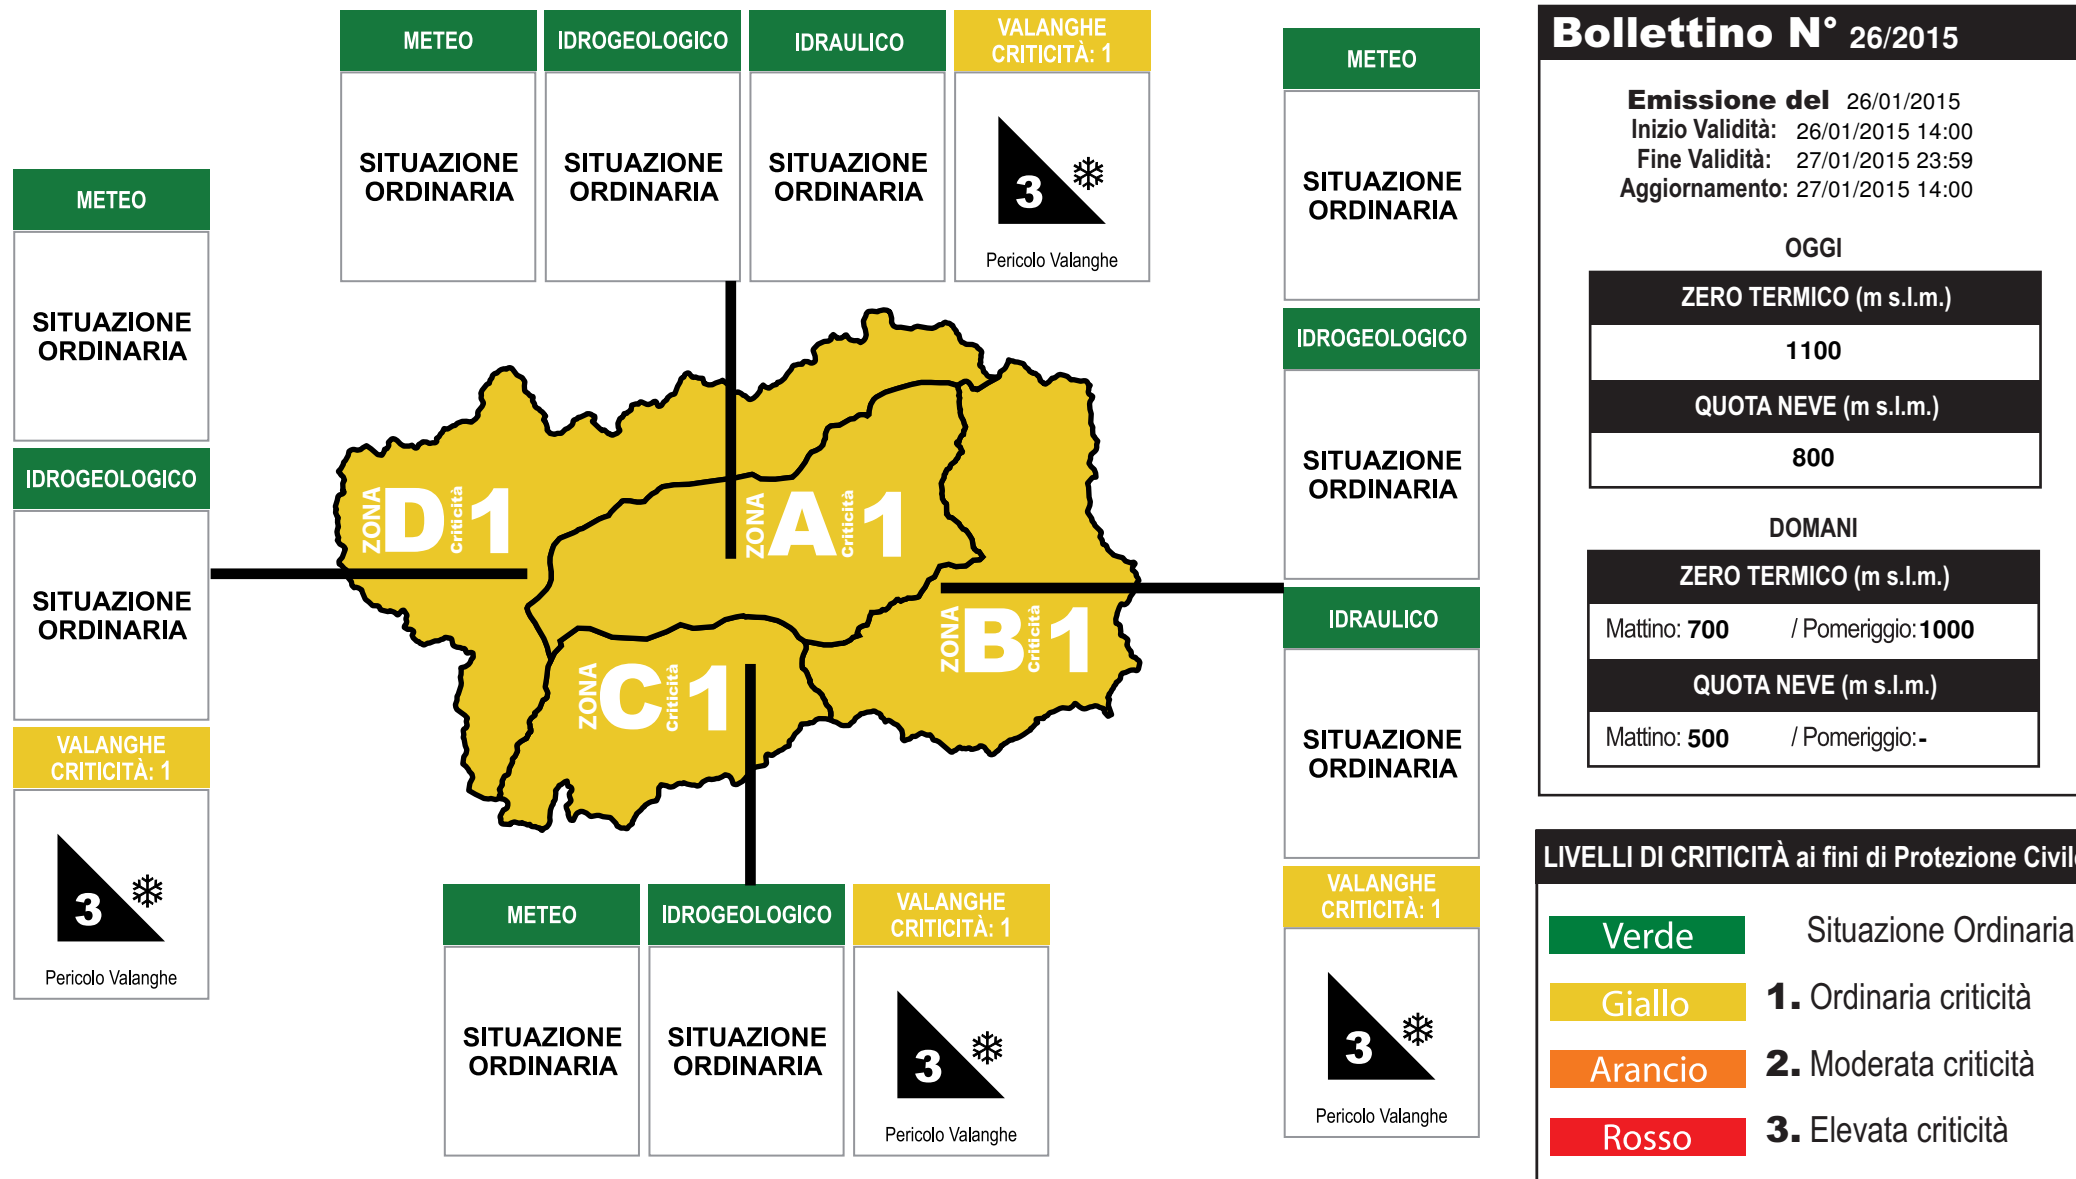 METEO
SITUAZIONE
ORDINARIA
IDROGEOLOGICO
SITUAZIONE
ORDINARIA
VALANGHE
CRITICITÀ: 1
3
Pericolo Valanghe
METEO
SITUAZIONE
ORDINARIA
IDROGEOLOGICO
SITUAZIONE
ORDINARIA
IDRAULICO
SITUAZIONE
ORDINARIA
VALANGHE
CRITICITÀ: 1
3
Pericolo Valanghe
ZONA D Criticità 1
ZONA A Criticità 1
ZONA B Criticità 1
ZONA C Criticità 1
METEO
SITUAZIONE
ORDINARIA
IDROGEOLOGICO
SITUAZIONE
ORDINARIA
VALANGHE
CRITICITÀ: 1
3
Pericolo Valanghe
METEO
SITUAZIONE
ORDINARIA
IDROGEOLOGICO
SITUAZIONE
ORDINARIA
IDRAULICO
SITUAZIONE
ORDINARIA
VALANGHE
CRITICITÀ: 1
3
Pericolo Valanghe
Bollettino N° 26/2015
Emissione del 26/01/2015
Inizio Validità: 26/01/2015 14:00
Fine Validità: 27/01/2015 23:59
Aggiornamento: 27/01/2015 14:00
OGGI
ZERO TERMICO (m s.l.m.)
1100
QUOTA NEVE (m s.l.m.)
800
DOMANI
ZERO TERMICO (m s.l.m.)
Mattino: 700 / Pomeriggio: 1000
QUOTA NEVE (m s.l.m.)
Mattino: 500 / Pomeriggio: -
LIVELLI DI CRITICITÀ ai fini di Protezione Civile
Verde Situazione Ordinaria
Giallo 1. Ordinaria criticità
Arancio 2. Moderata criticità
Rosso 3. Elevata criticità